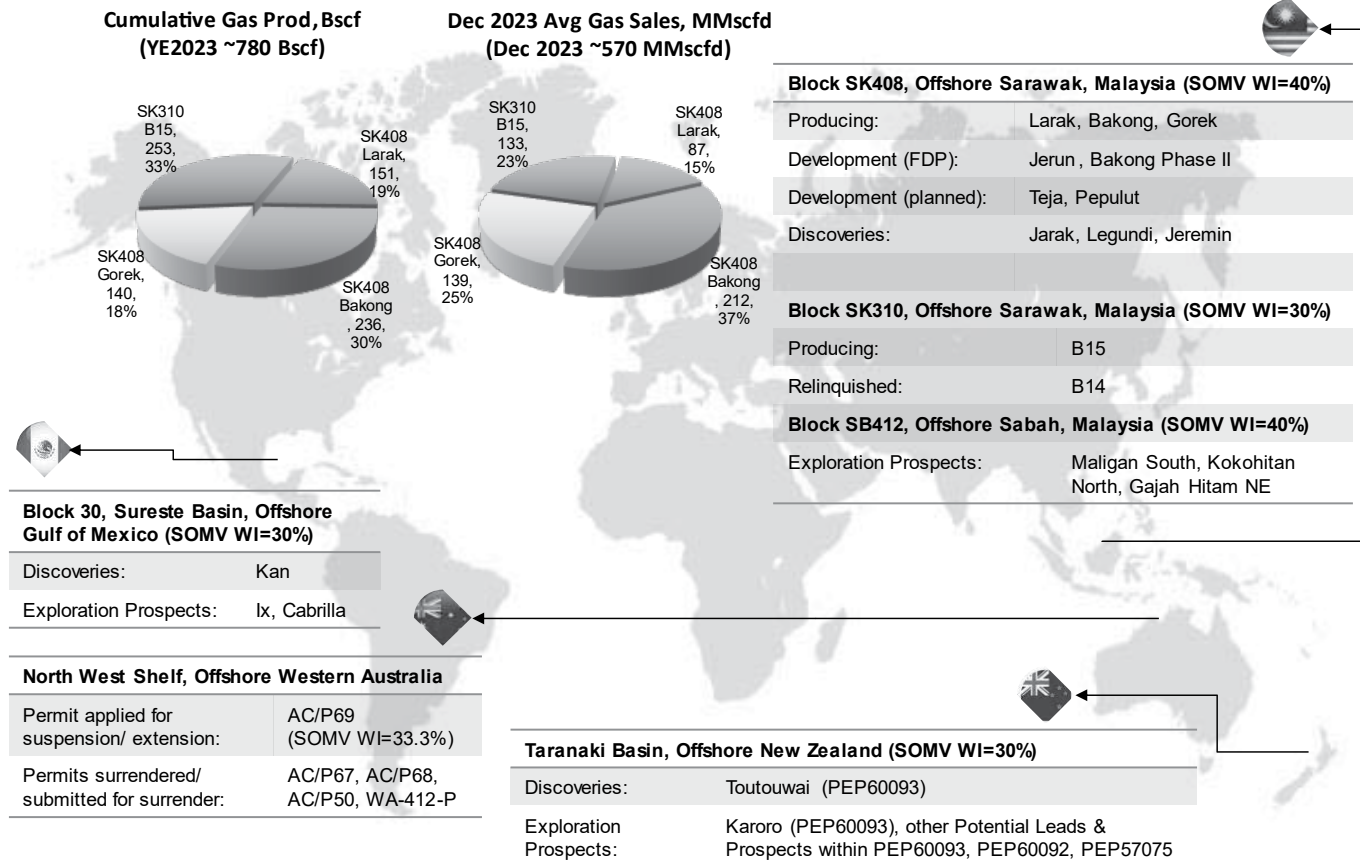 Cumulative Gas Prod, Bscf
(YE2023 ~780 Bscf)
SK310
B15,
253,
33%
SK408
Larak,
151,
19%
SK408
Gorek,
140,
18%
SK408
Bakong
, 236,
30%
Dec 2023 Avg Gas Sales, MMscfd
(Dec 2023 ~570 MMscfd)
SK310
B15,
133,
23%
SK408
Larak,
87,
15%
SK408
Gorek,
139,
25%
SK408
Bakong
, 212,
37%
Block SK408, Offshore Sarawak, Malaysia (SOMV WI=40%)
Producing: Larak, Bakong, Gorek
Development (FDP): Jerun , Bakong Phase II
Development (planned): Teja, Pepulut
Discoveries: Jarak, Legundi, Jeremin
Block SK310, Offshore Sarawak, Malaysia (SOMV WI=30%)
Producing: B15
Relinquished: B14
Block SB412, Offshore Sabah, Malaysia (SOMV WI=40%)
Exploration Prospects: Maligan South, Kokohitan
North, Gajah Hitam NE
Block 30, Sureste Basin, Offshore
Gulf of Mexico (SOMV WI=30%)
Discoveries: Kan
Exploration Prospects: Ix, Cabrilla
North West Shelf, Offshore Western Australia
Permit applied for AC/P69
suspension/ extension: (SOMV WI=33.3%)
Permits surrendered/ AC/P67, AC/P68,
submitted for surrender: AC/P50, WA-412-P
Taranaki Basin, Offshore New Zealand (SOMV WI=30%)
Discoveries: Toutouwai (PEP60093)
Exploration Karoro (PEP60093), other Potential Leads &
Prospects: Prospects within PEP60093, PEP60092, PEP57075